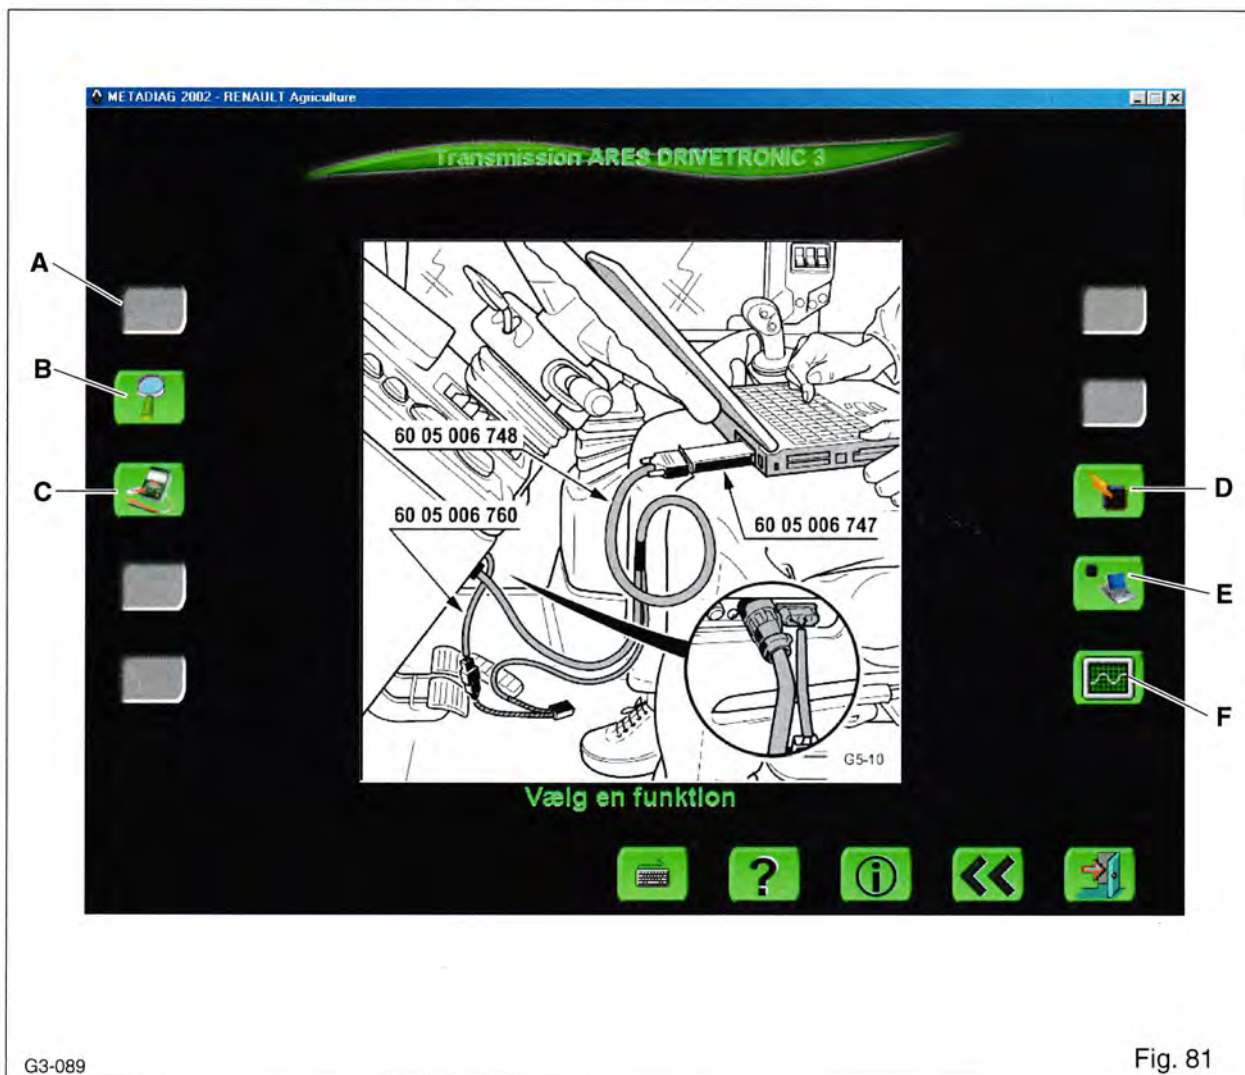 METADIAG 2002 - RENAULT Agriculture
Transmission ARES DRIVETRONIC 3
A
B
C
D
E
F
60 05 006 748
60 05 006 760
60 05 006 747
G5-10
Vælg en funktion
?
i
G3-089
Fig. 81